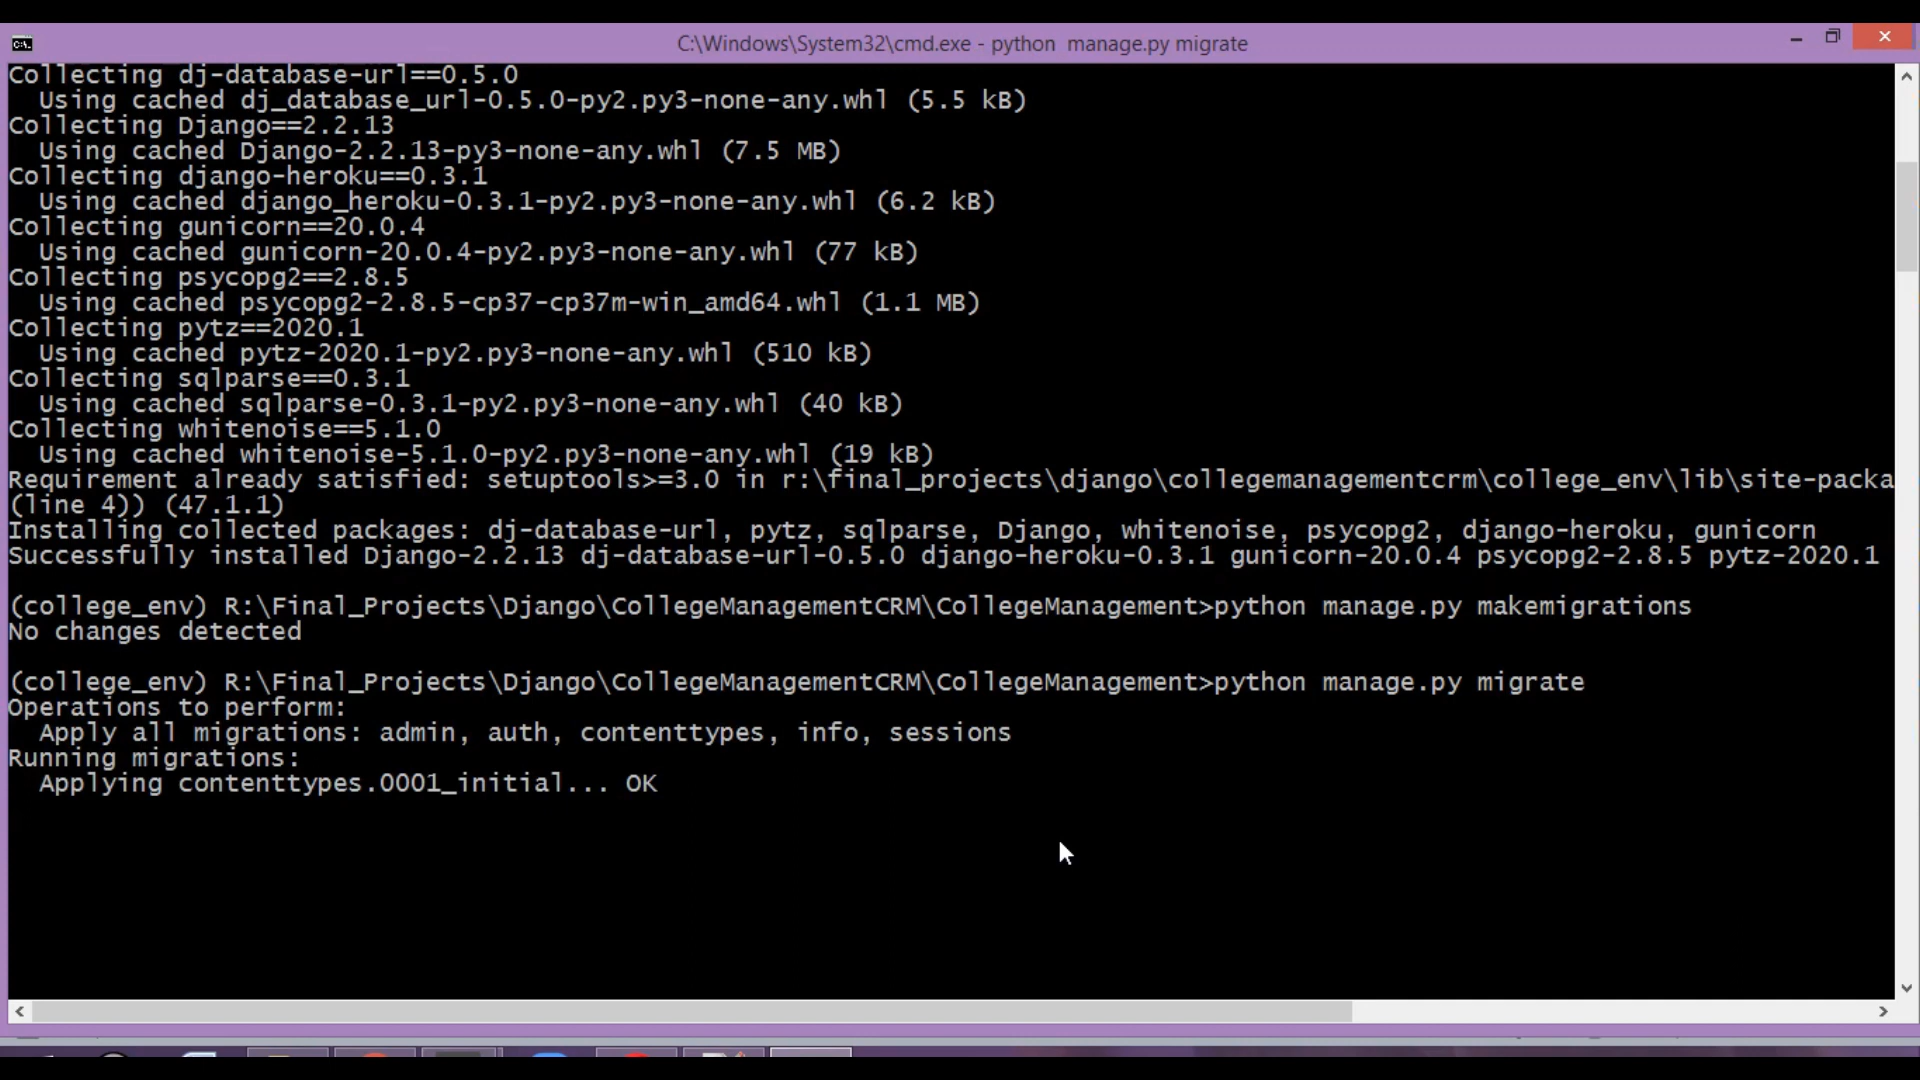 C:\Windows\System32\cmd.exe - python  manage.py migrate
Collecting dj-database-url==0.5.0
  Using cached dj_database_url-0.5.0-py2.py3-none-any.whl (5.5 kB)
Collecting Django==2.2.13
  Using cached Django-2.2.13-py3-none-any.whl (7.5 MB)
Collecting django-heroku==0.3.1
  Using cached django_heroku-0.3.1-py2.py3-none-any.whl (6.2 kB)
Collecting gunicorn==20.0.4
  Using cached gunicorn-20.0.4-py2.py3-none-any.whl (77 kB)
Collecting psycopg2==2.8.5
  Using cached psycopg2-2.8.5-cp37-cp37m-win_amd64.whl (1.1 MB)
Collecting pytz==2020.1
  Using cached pytz-2020.1-py2.py3-none-any.whl (510 kB)
Collecting sqlparse==0.3.1
  Using cached sqlparse-0.3.1-py2.py3-none-any.whl (40 kB)
Collecting whitenoise==5.1.0
  Using cached whitenoise-5.1.0-py2.py3-none-any.whl (19 kB)
Requirement already satisfied: setuptools>=3.0 in r:\final_projects\django\collegemanagementcrm\college_env\lib\site-packa
(line 4)) (47.1.1)
Installing collected packages: dj-database-url, pytz, sqlparse, Django, whitenoise, psycopg2, django-heroku, gunicorn
Successfully installed Django-2.2.13 dj-database-url-0.5.0 django-heroku-0.3.1 gunicorn-20.0.4 psycopg2-2.8.5 pytz-2020.1
(college_env) R:\Final_Projects\Django\CollegeManagementCRM\CollegeManagement>python manage.py makemigrations
No changes detected
(college_env) R:\Final_Projects\Django\CollegeManagementCRM\CollegeManagement>python manage.py migrate
Operations to perform:
  Apply all migrations: admin, auth, contenttypes, info, sessions
Running migrations:
  Applying contenttypes.0001_initial... OK